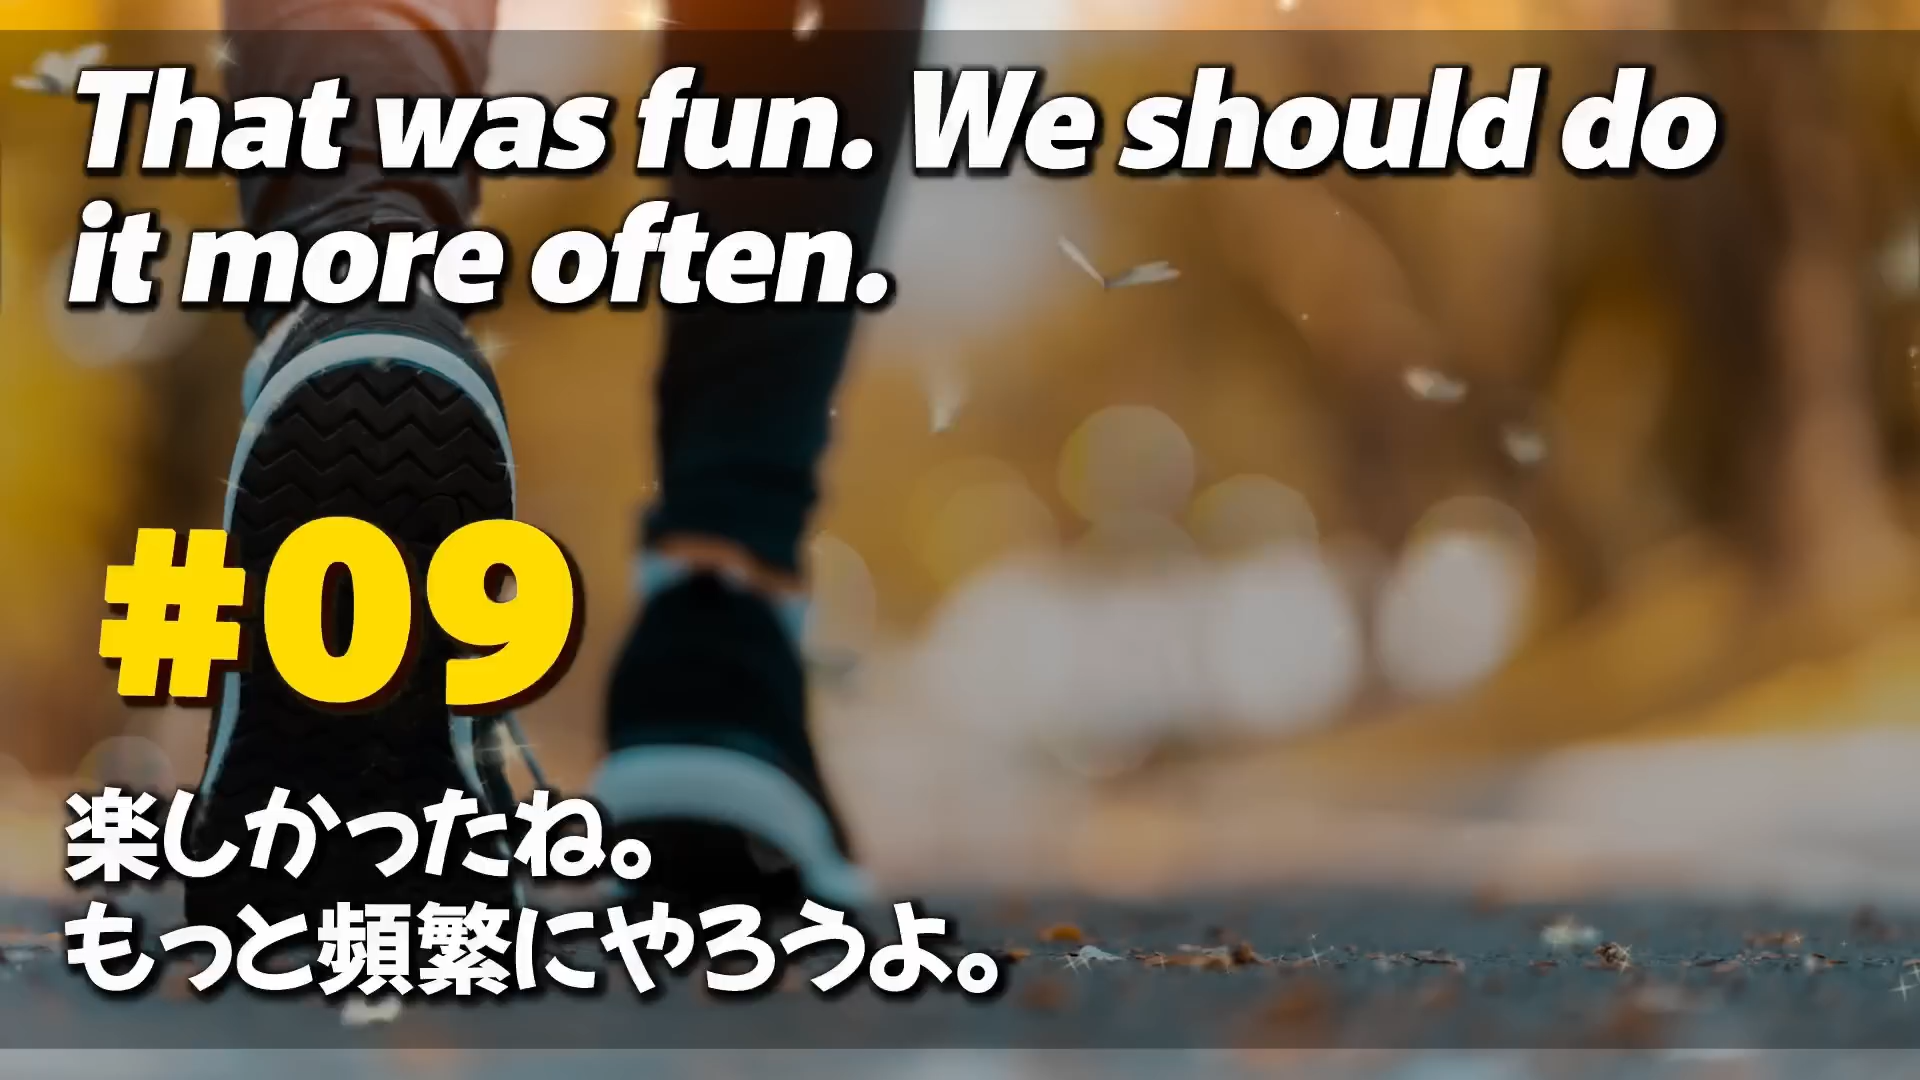 That was fun. We should do
it more often.
#09
楽しかったね。
もっと頻繁にやろうよ。